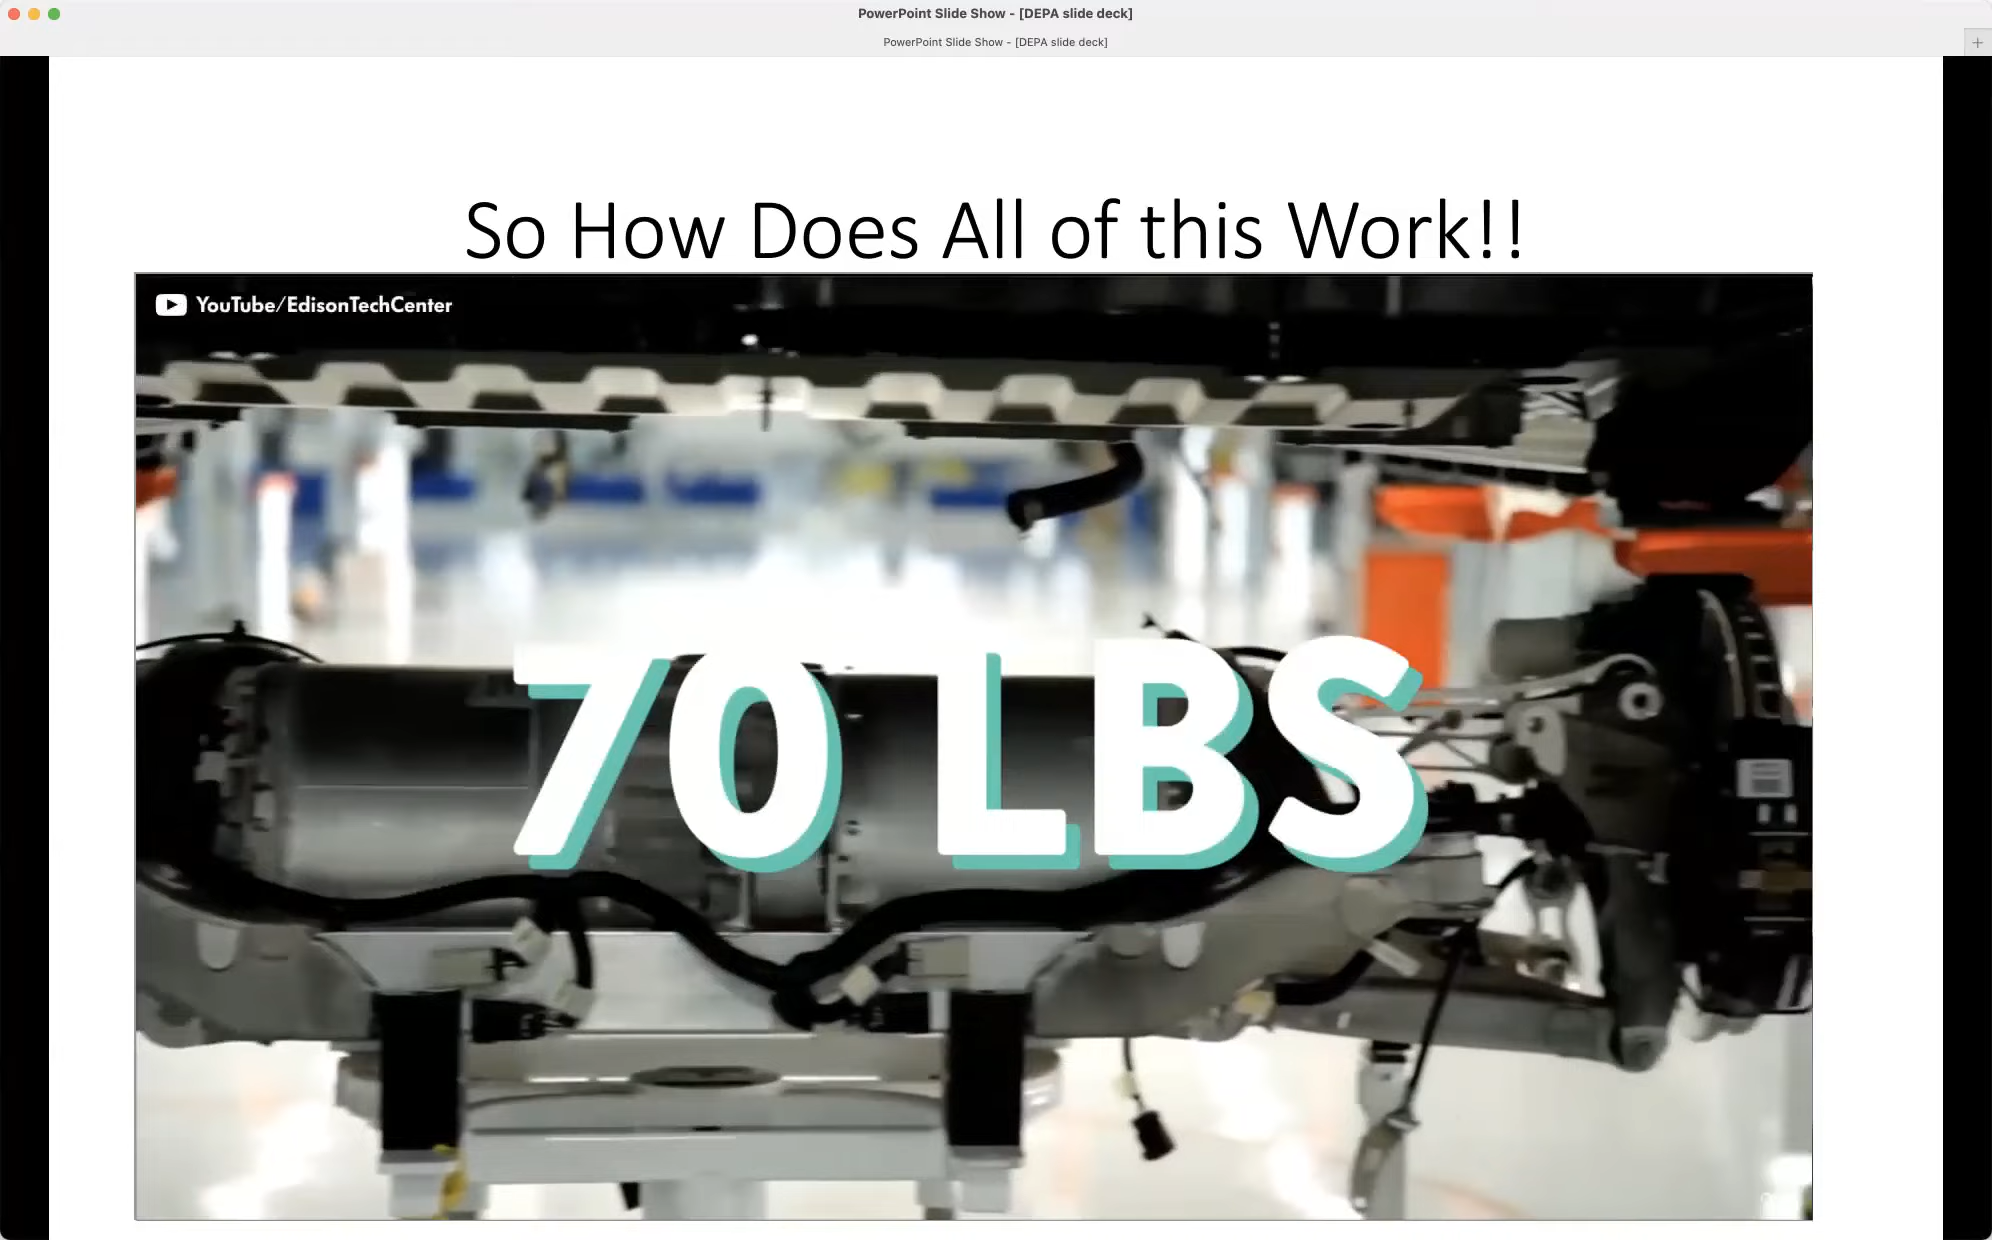 PowerPoint Slide Show - [DEPA slide deck]
PowerPoint Slide Show - [DEPA slide deck]
So How Does All of this Work!!
YouTube/EdisonTechCenter
70 LBS